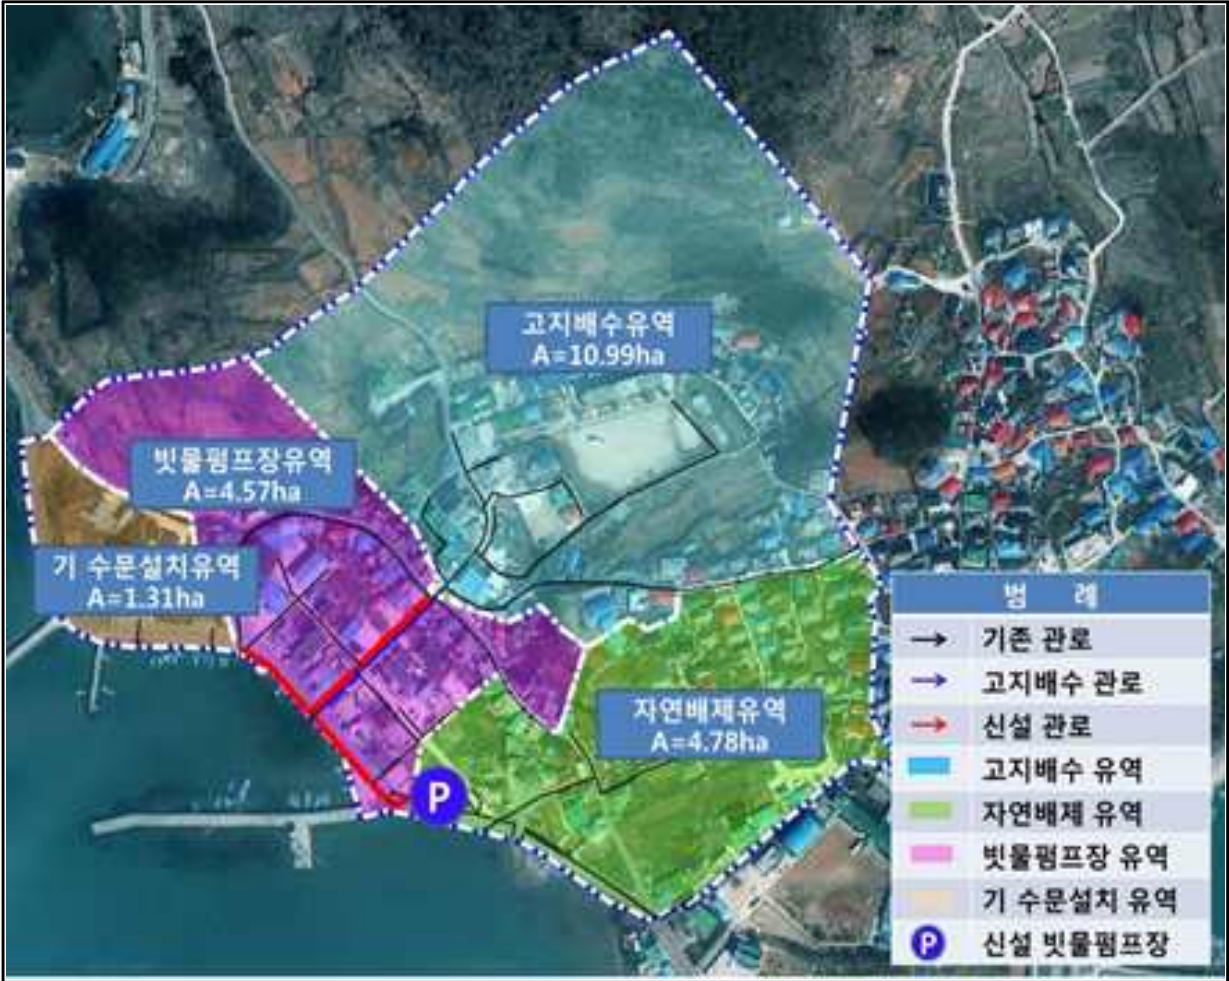 고지배수유역
A=10.99ha
빗물펌프장유역
A=4.57ha
기 수문설치유역
A=1.31ha
자연배제유역
A=4.78ha
P
범 례
기존 관로
고지배수 관로
신설 관로
고지배수 유역
자연배제 유역
빗물펌프장 유역
기 수문설치 유역
P 신설 빗물펌프장